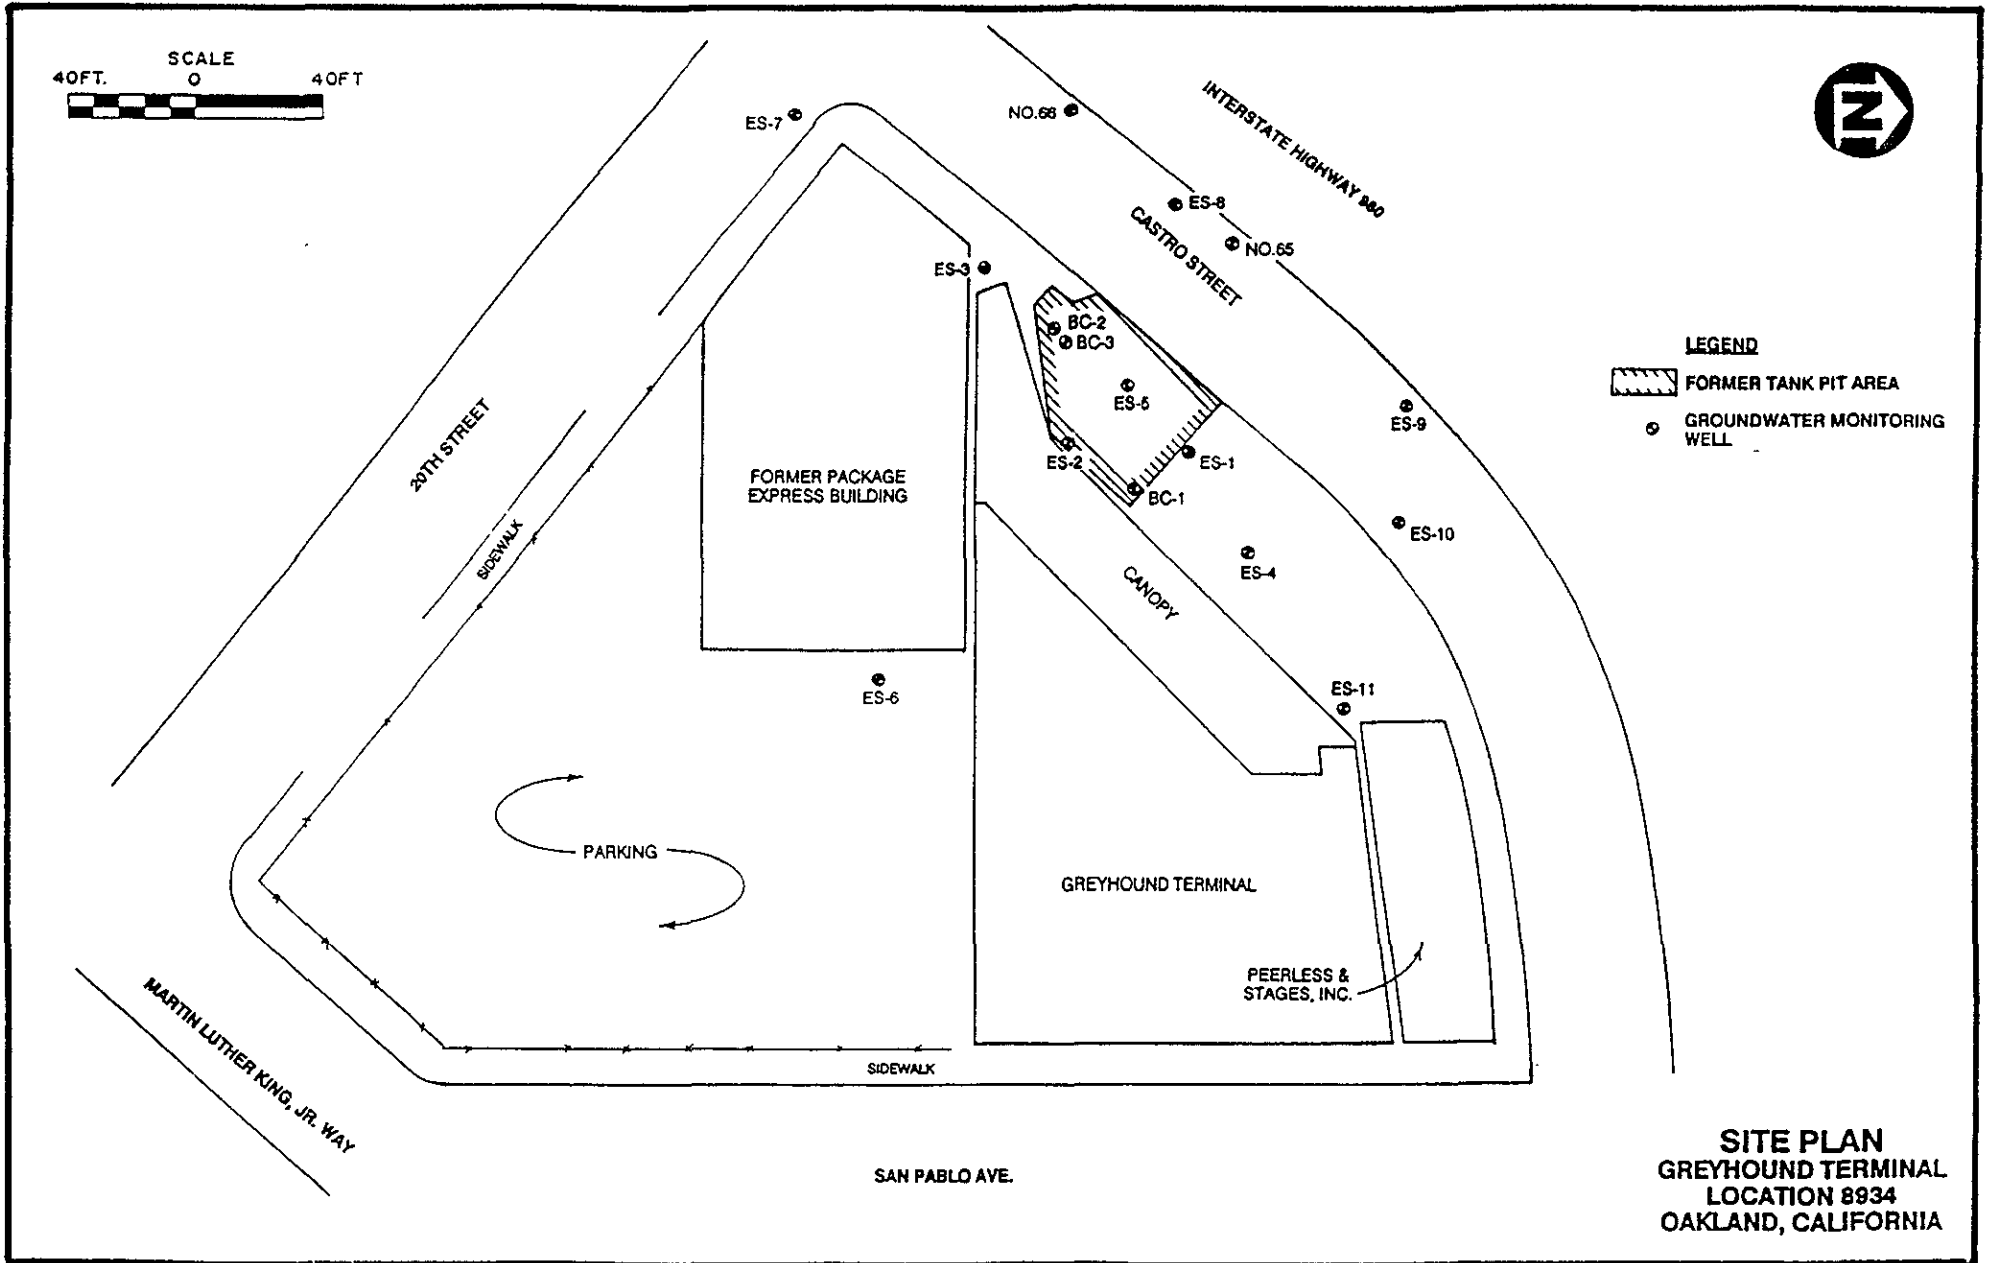 SCALE
40FT. 0 40FT
N
INTERSTATE HIGHWAY 980
NO.66
ES-7
ES-8
CASTRO STREET
NO.65
ES-3
BC-2
BC-3
ES-5
ES-2
ES-1
BC-1
ES-9
ES-10
ES-4
LEGEND
FORMER TANK PIT AREA
GROUNDWATER MONITORING
WELL
20TH STREET
SIDEWALK
FORMER PACKAGE
EXPRESS BUILDING
CANOPY
ES-6
ES-11
PARKING
GREYHOUND TERMINAL
PEERLESS &
STAGES, INC.
MARTIN LUTHER KING, JR. WAY
SIDEWALK
SAN PABLO AVE.
SITE PLAN
GREYHOUND TERMINAL
LOCATION 8934
OAKLAND, CALIFORNIA